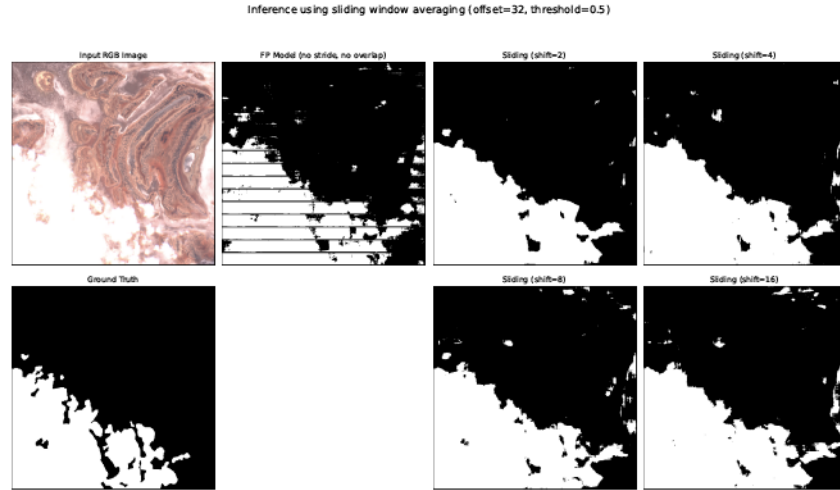 Inference using sliding window averaging (offset=32, threshold=0.5)
Input RGB Image
FP Model (no stride, no overlap)
Sliding (shift=2)
Sliding (shift=4)
Ground Truth
Sliding (shift=8)
Sliding (shift=16)